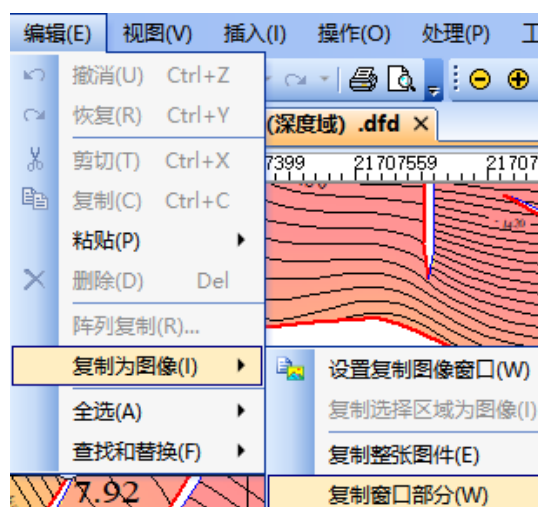 编辑(E) 视图(V) 插入(I) 操作(O) 处理(P)
撤消(U) Ctrl+Z
恢复(R) Ctrl+Y
(深度域) .dfd ×
剪切(T) Ctrl+X
7399 21707559 21707
复制(C) Ctrl+C
-1420
粘贴(P)
删除(D) Del
阵列复制(R)...
复制为图像(I)
设置复制图像窗口(W)
全选(A)
复制选择区域为图像(I)
查找和替换(F)
复制整张图件(E)
7.92
复制窗口部分(W)